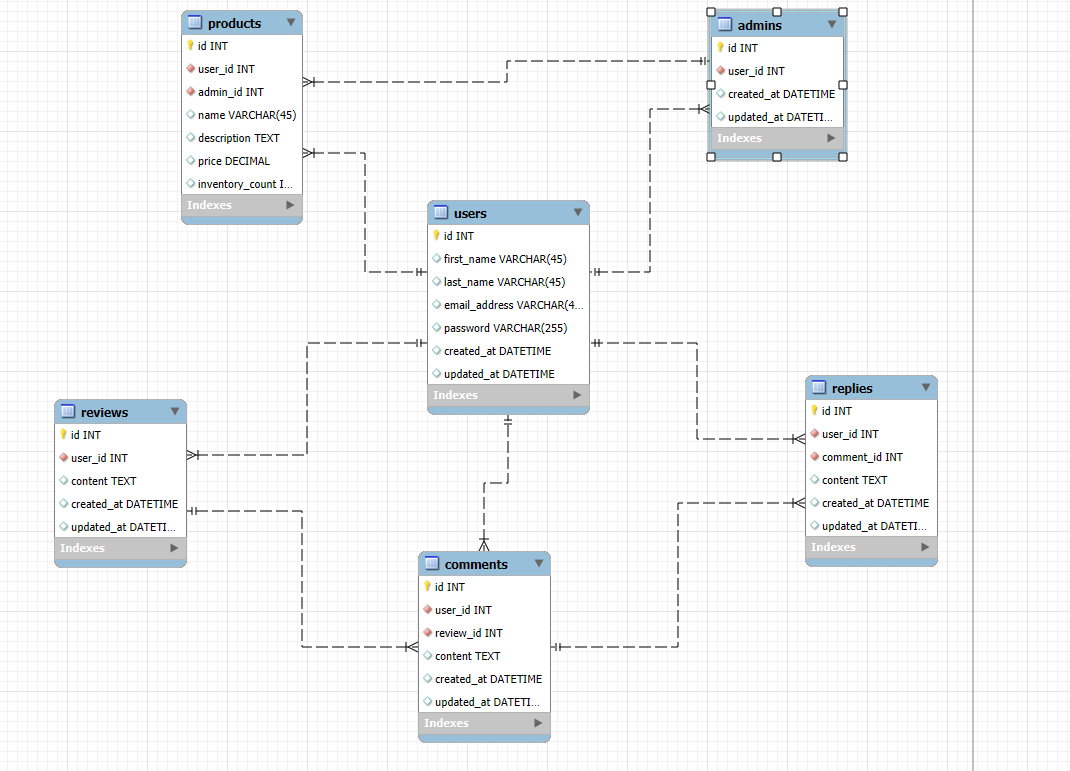 products
id INT
user_id INT
admin_id INT
name VARCHAR(45)
description TEXT
price DECIMAL
inventory_count I...
Indexes
admins
id INT
user_id INT
created_at DATETIME
updated_at DATETI...
Indexes
users
id INT
first_name VARCHAR(45)
last_name VARCHAR(45)
email_address VARCHAR(4...
password VARCHAR(255)
created_at DATETIME
updated_at DATETIME
Indexes
reviews
id INT
user_id INT
content TEXT
created_at DATETIME
updated_at DATETI...
Indexes
replies
id INT
user_id INT
comment_id INT
content TEXT
created_at DATETIME
updated_at DATETI...
Indexes
comments
id INT
user_id INT
review_id INT
content TEXT
created_at DATETIME
updated_at DATETI...
Indexes